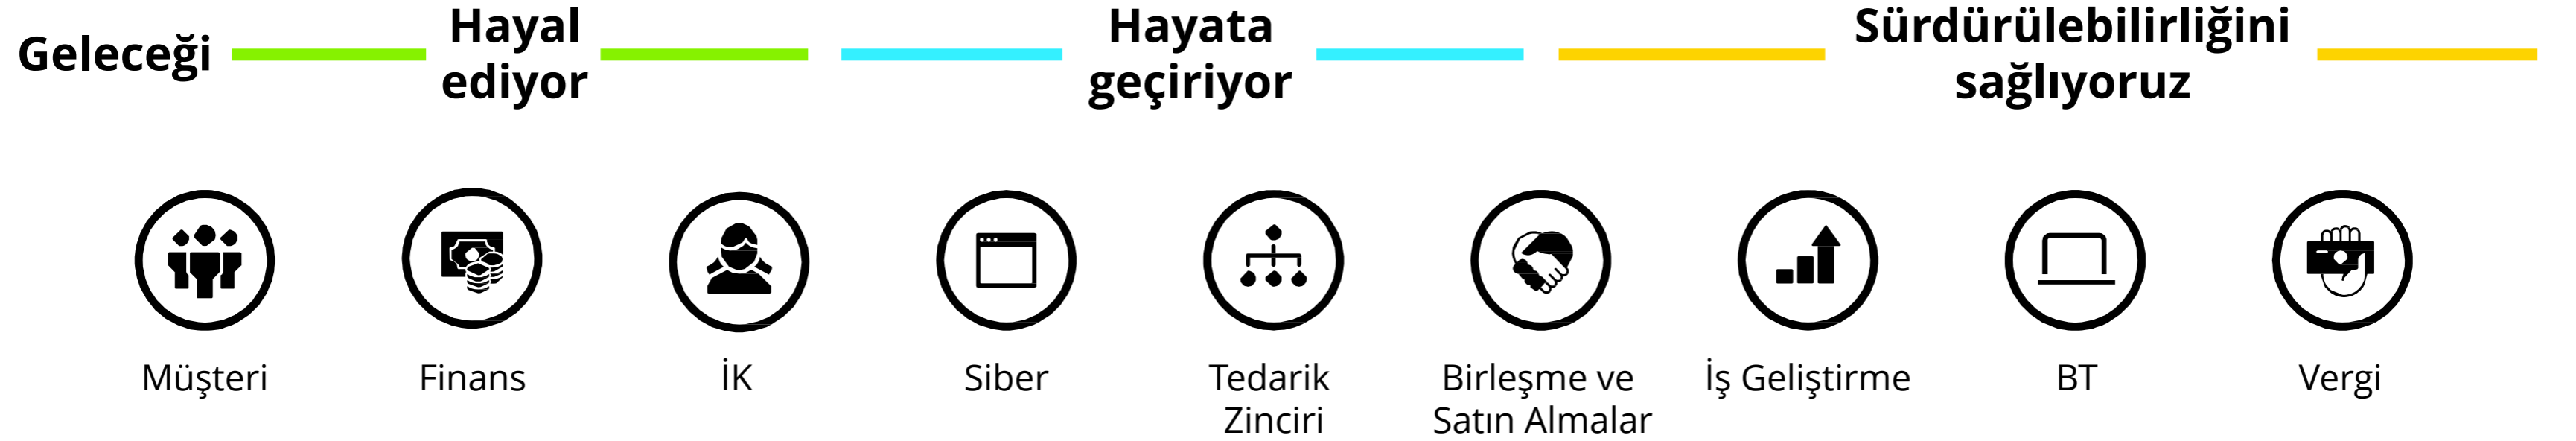 Geleceği
Hayal
ediyor
Hayata
geçiriyor
Sürdürülebilirliğini
sağlıyoruz
Müşteri
Finans
İK
Siber
Tedarik
Zinciri
Birleşme ve
Satın Almalar
İş Geliştirme
BT
Vergi